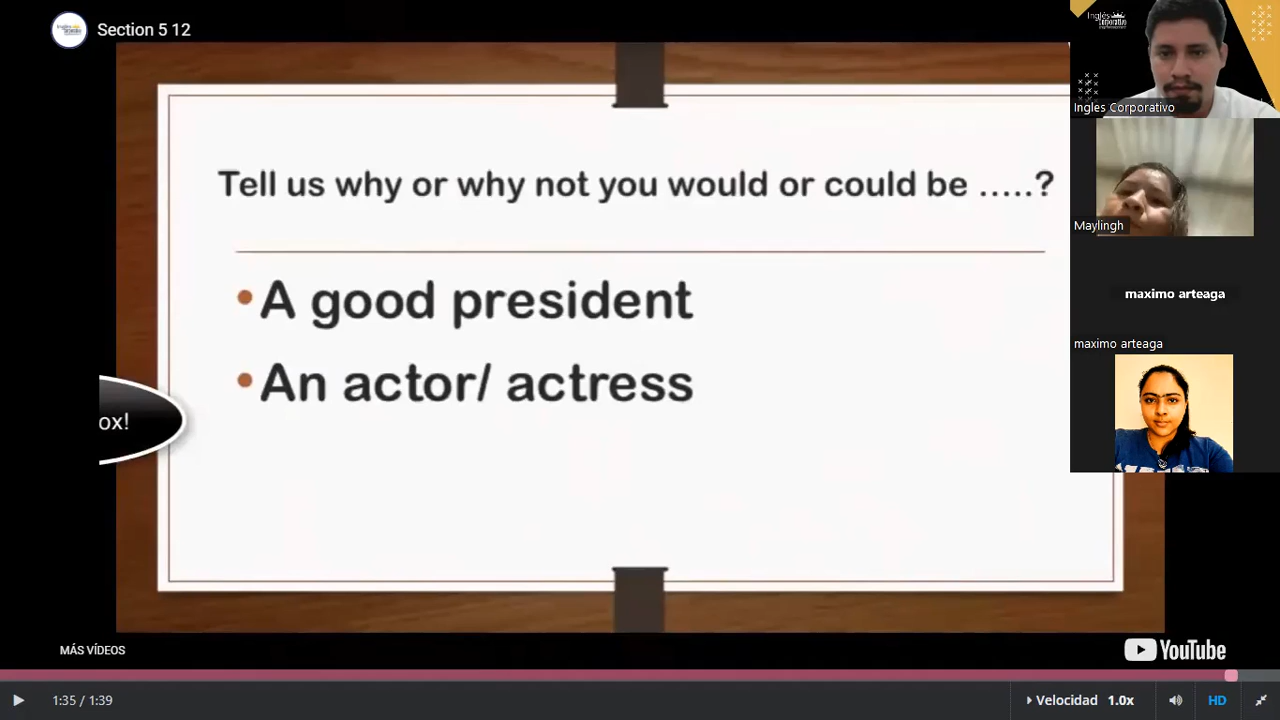 Section 5 12
Tell us why or why not you would or could be .....?
•A good president
•An actor/ actress
ox!
Inglés
Corporativo
Ingles Corporativo
Maylingh
maximo arteaga
maximo arteaga
MÁS VÍDEOS
YouTube
1:35 / 1:39
Velocidad 1.0x
HD